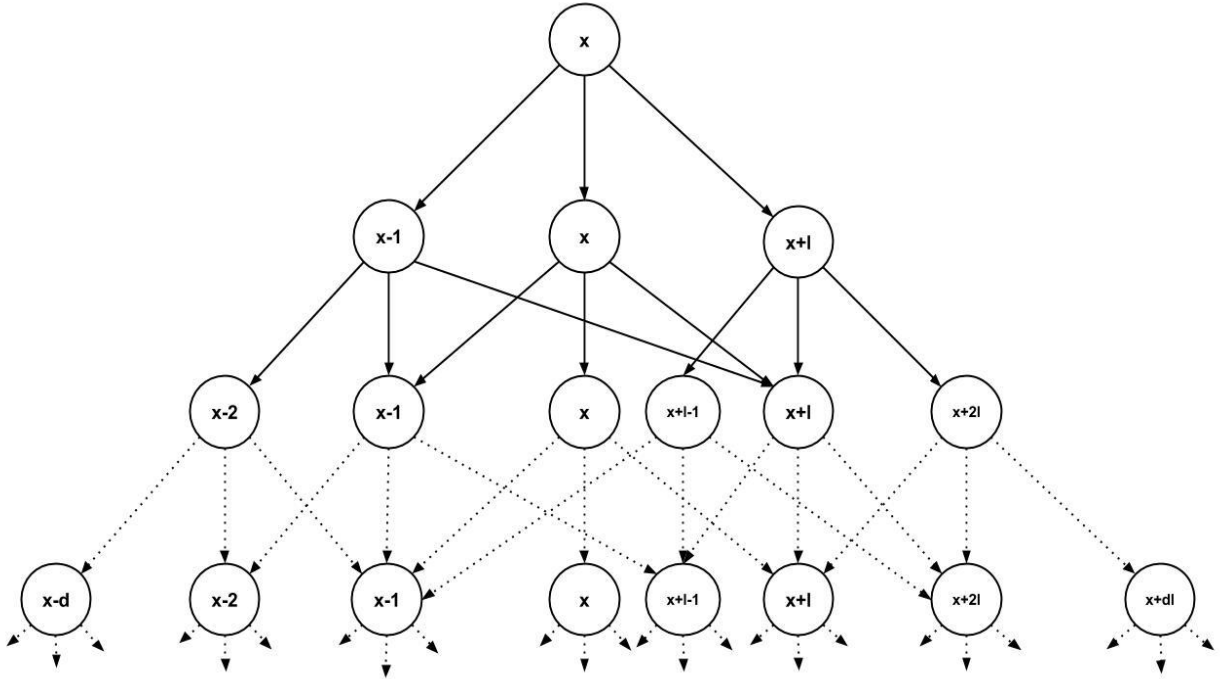 x
x-1 x x+l
x-2 x-1 x x+l-1 x+l x+2l
x-d x-2 x-1 x x+l-1 x+l x+2l x+dl